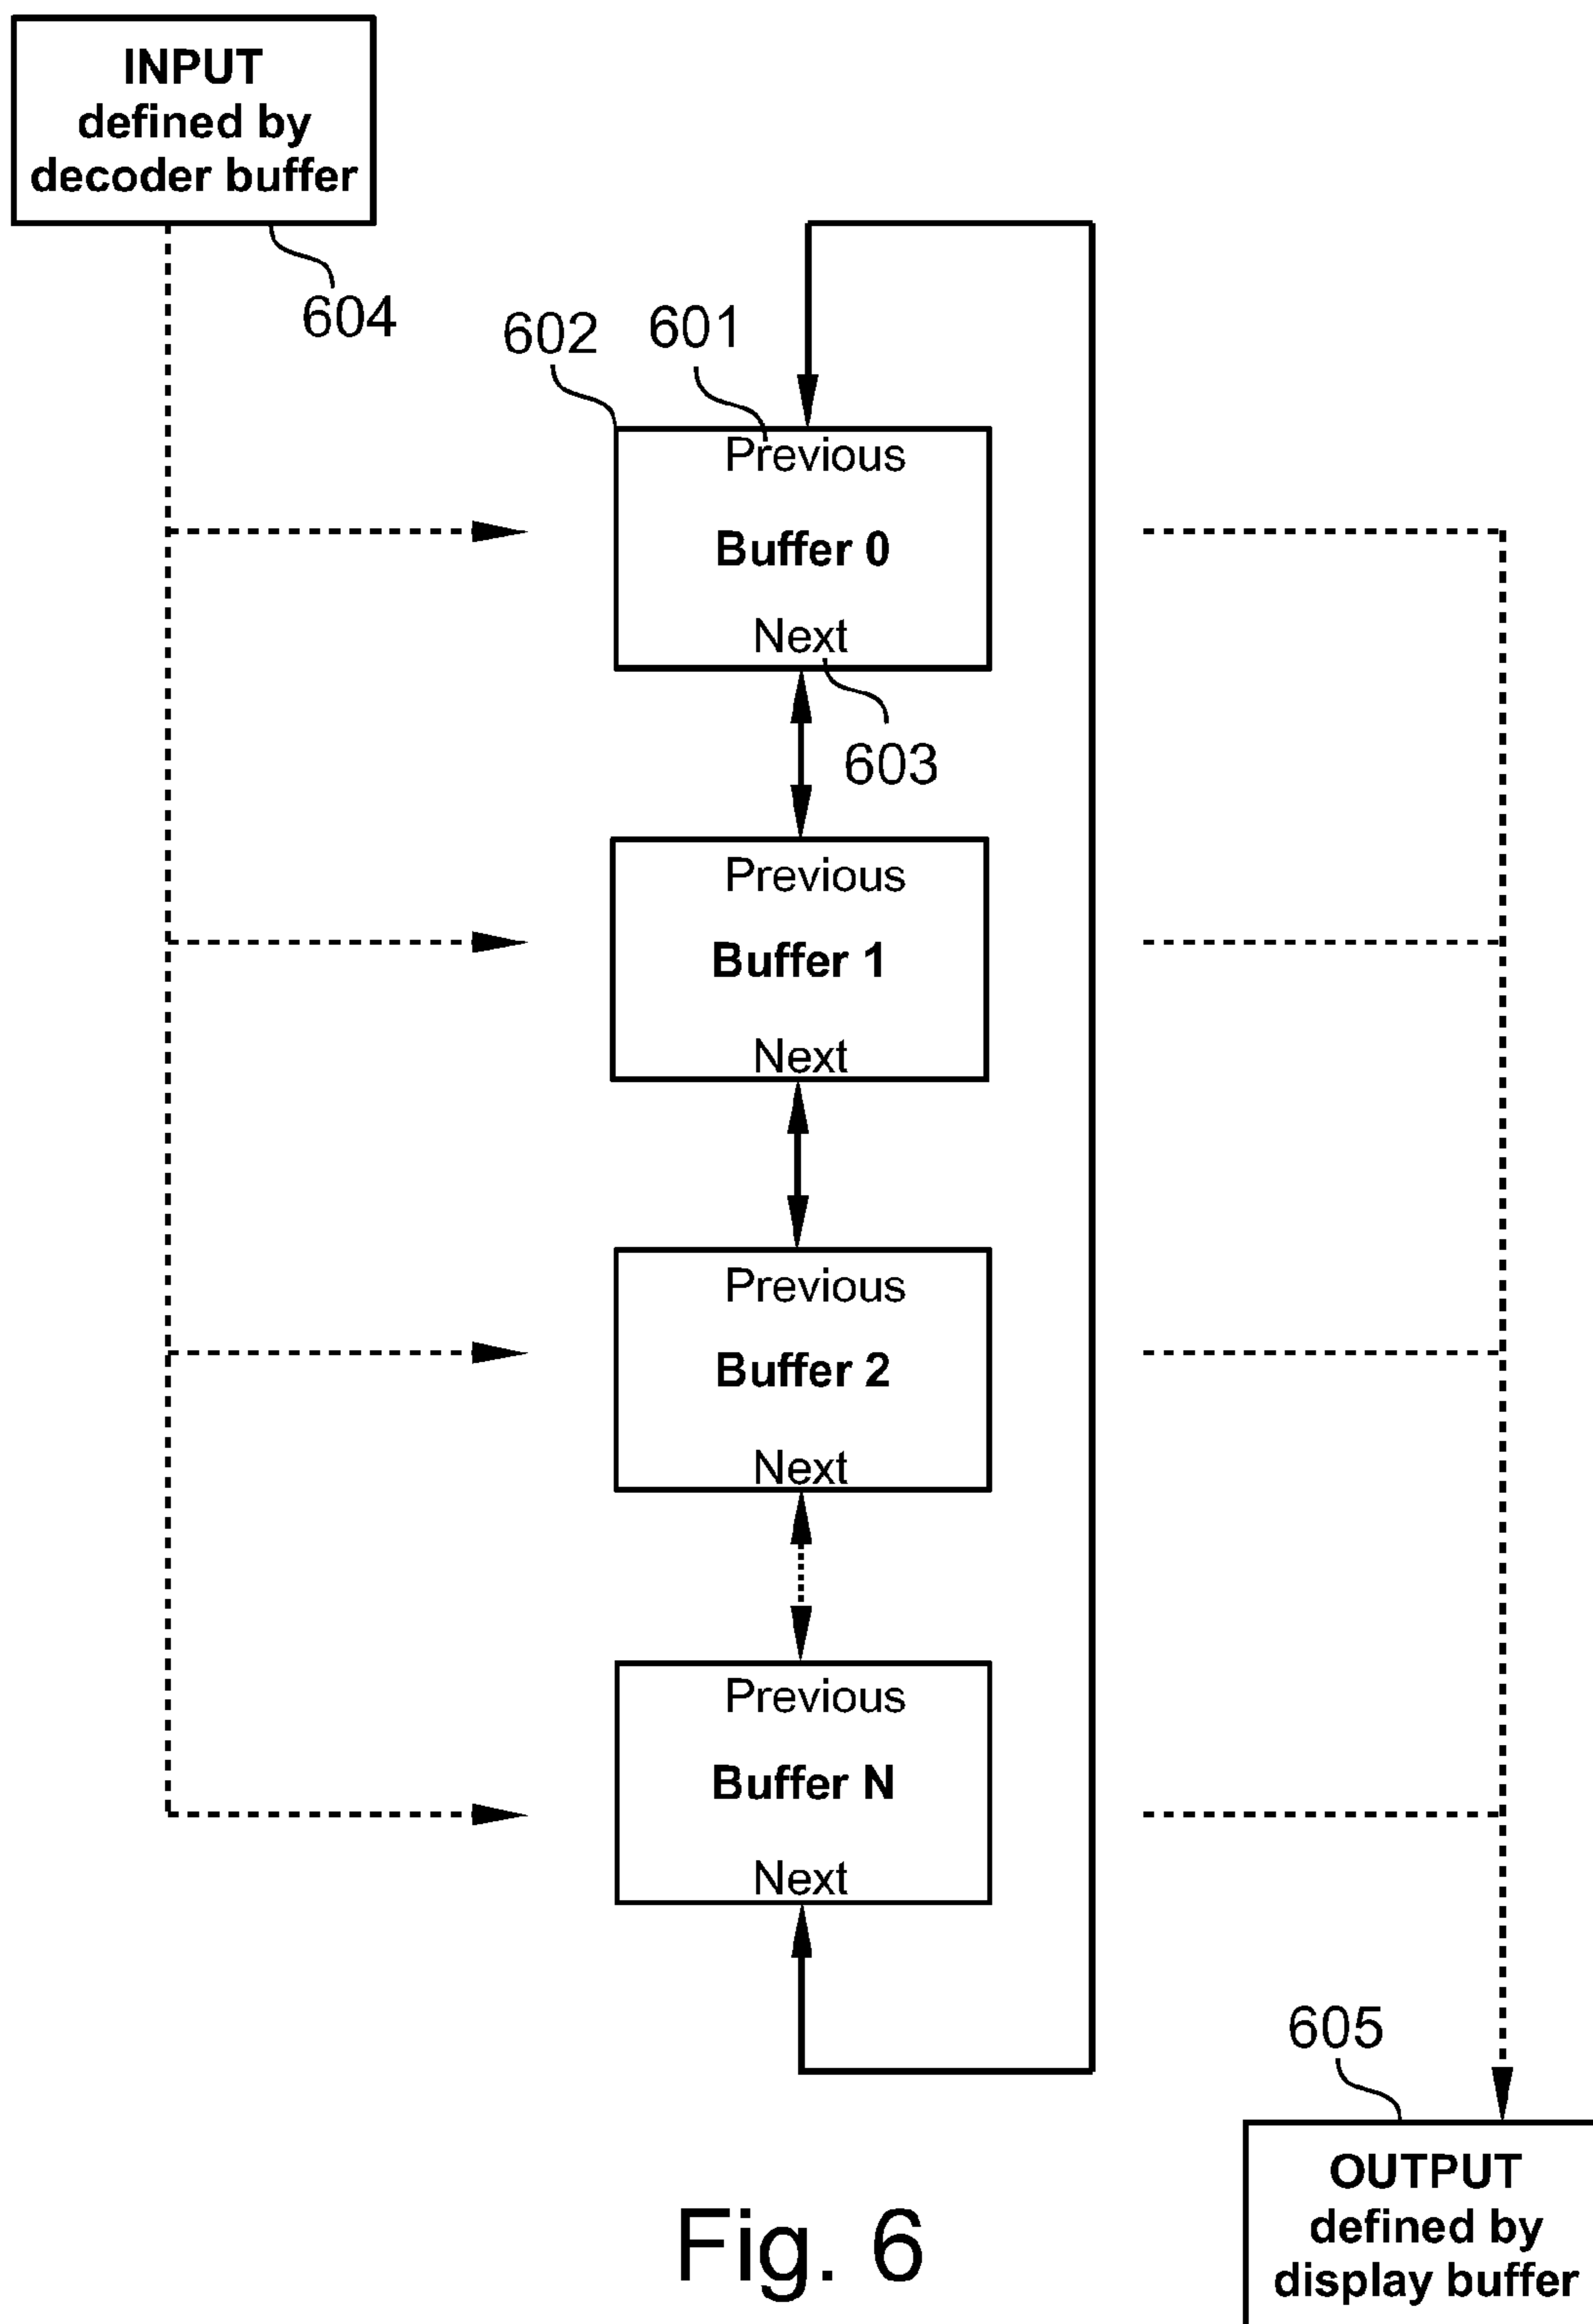 INPUT
defined by
decoder buffer
604
602
601
Previous
Buffer 0
Next
603
Previous
Buffer 1
Next
Previous
Buffer 2
Next
Previous
Buffer N
Next
605
OUTPUT
defined by
display buffer
Fig. 6